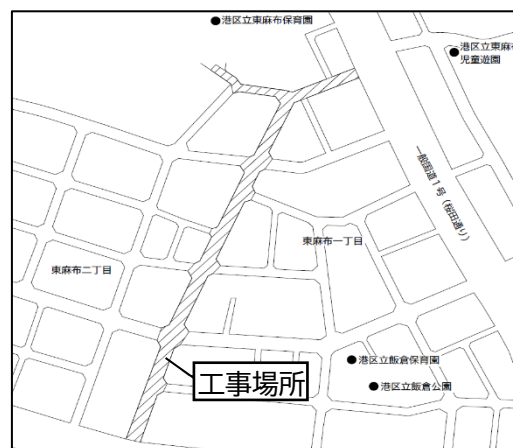 港区立東麻布保育園
港区立東麻布
児童遊園
一般国道1号(桜田通り)
東麻布一丁目
東麻布二丁目
港区立飯倉保育園
工事場所
港区立飯倉公園